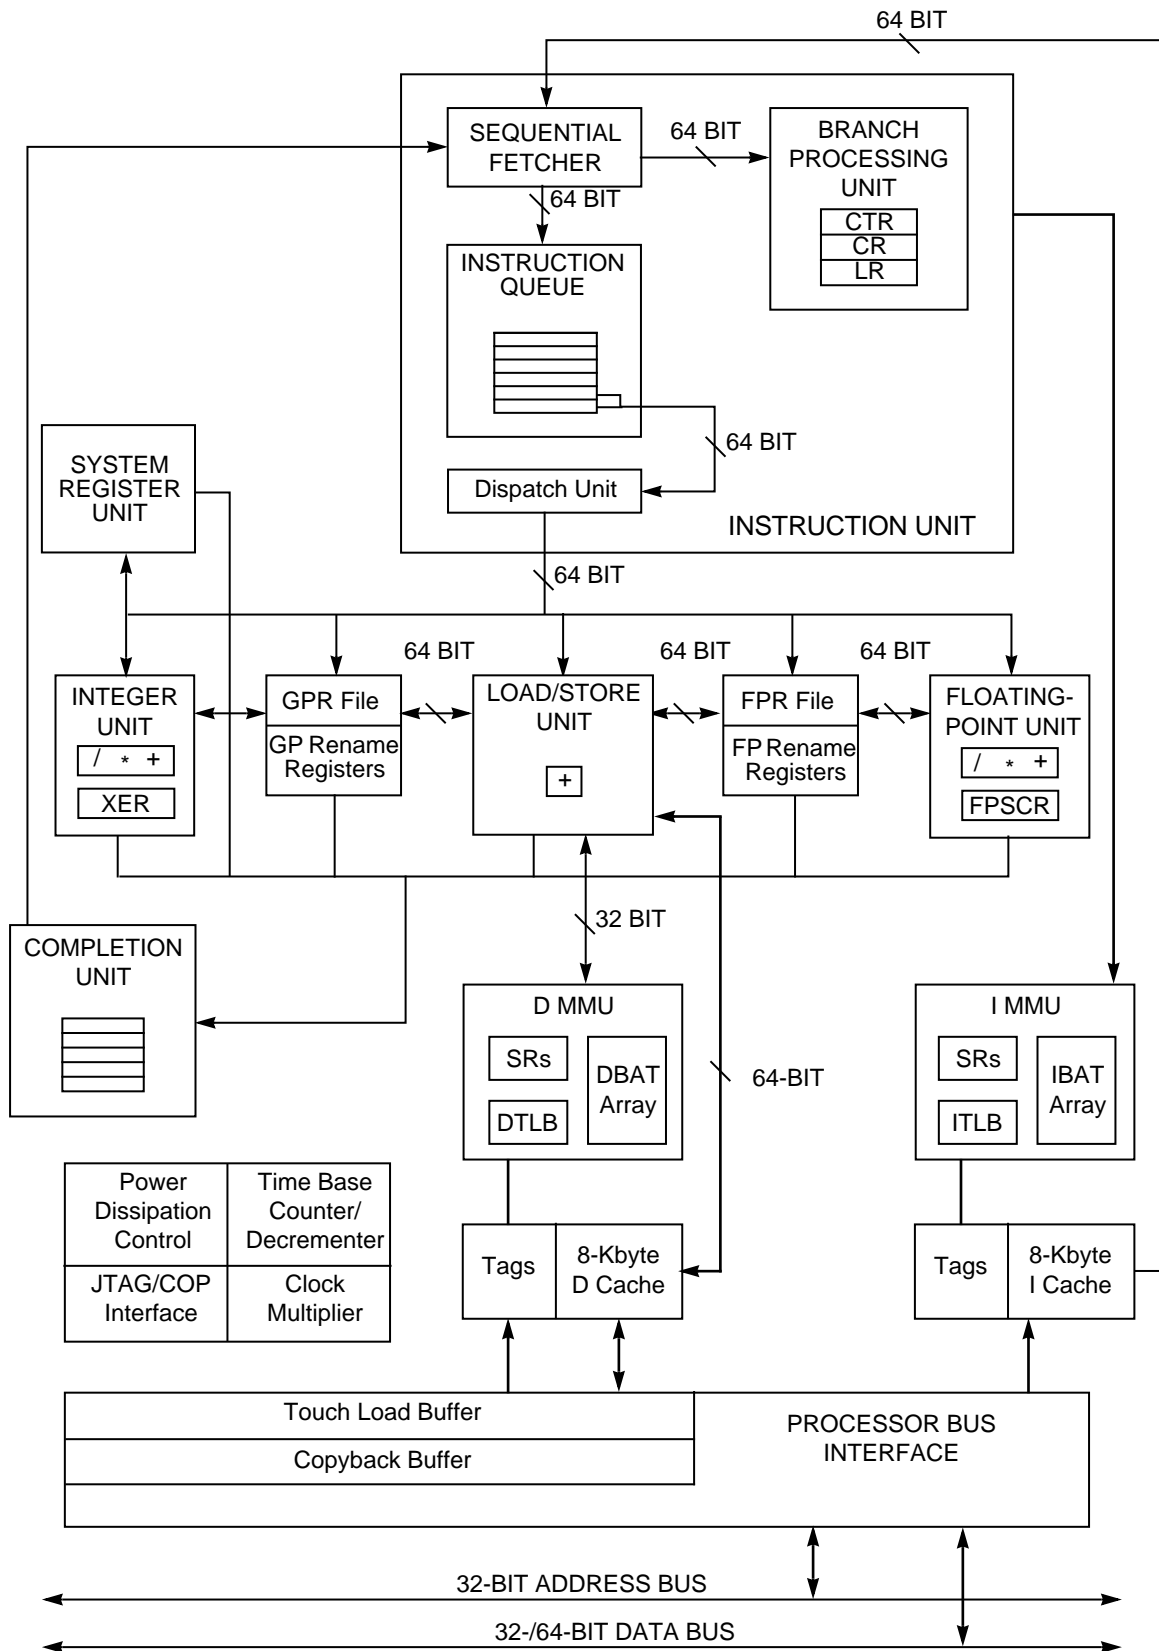 64 BIT
SEQUENTIAL
FETCHER
64 BIT
BRANCH
PROCESSING
UNIT
CTR
CR
LR
64 BIT
INSTRUCTION
QUEUE
64 BIT
SYSTEM
REGISTER
UNIT
Dispatch Unit
INSTRUCTION UNIT
64 BIT
64 BIT
64 BIT
64 BIT
INTEGER
UNIT
/ * +
XER
GPR File
GP Rename
Registers
LOAD/STORE
UNIT
+
FPR File
FP Rename
Registers
FLOATING-
POINT UNIT
/ * +
FPSCR
32 BIT
COMPLETION
UNIT
D MMU
SRs
DTLB
DBAT
Array
64-BIT
I MMU
SRs
ITLB
IBAT
Array
Power
Dissipation
Control
Time Base
Counter/
Decrementer
JTAG/COP
Interface
Clock
Multiplier
Tags
8-Kbyte
D Cache
Tags
8-Kbyte
I Cache
Touch Load Buffer
Copyback Buffer
PROCESSOR BUS
INTERFACE
32-BIT ADDRESS BUS
32-/64-BIT DATA BUS